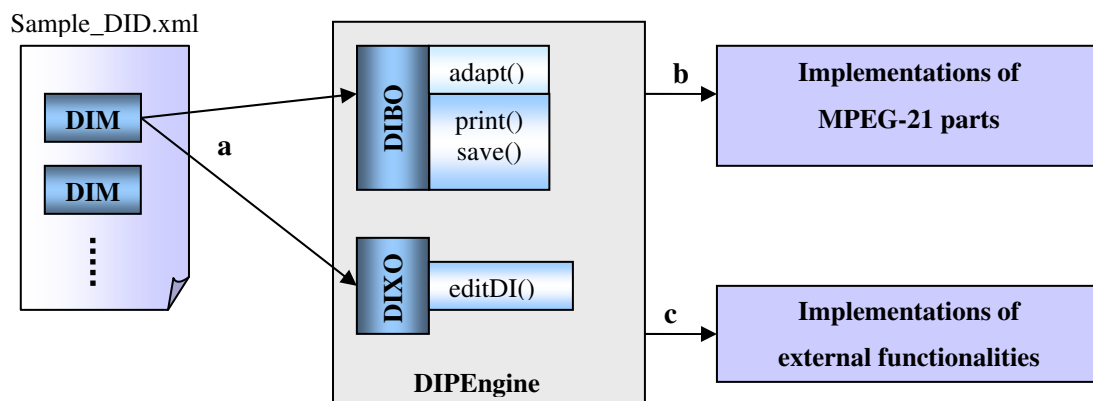 Sample_DID.xml
DIM
DIM
a
DIBO
adapt()
print()
save()
DIXO
editDI()
DIPEngine
b
Implementations of
MPEG-21 parts
c
Implementations of
external functionalities